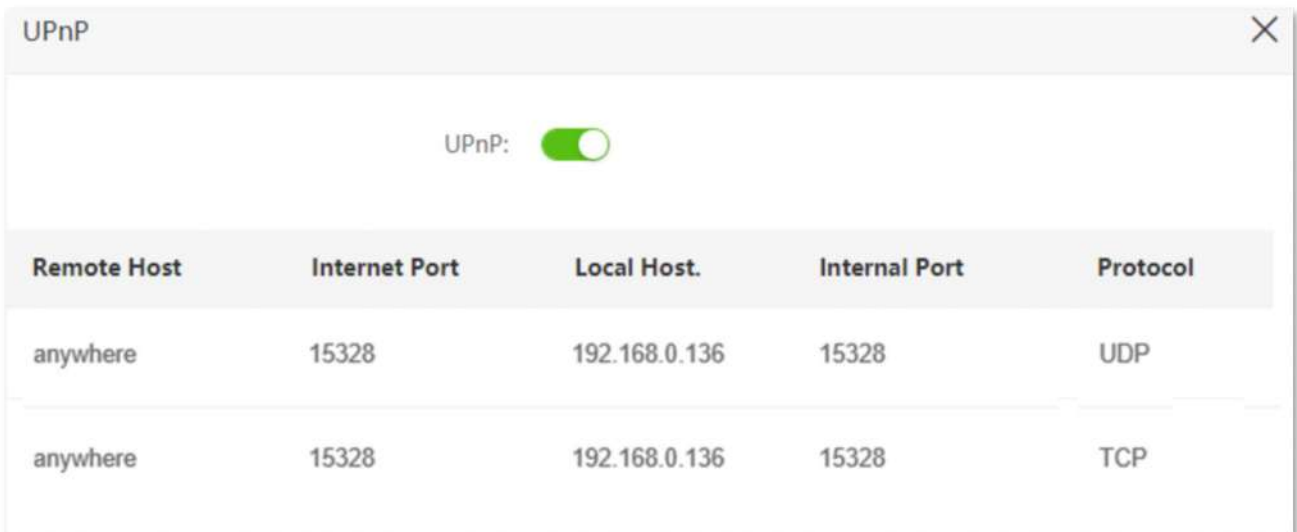 UPnP
UPnP:
Remote Host Internet Port Local Host. Internal Port Protocol
anywhere 15328 192.168.0.136 15328 UDP
anywhere 15328 192.168.0.136 15328 TCP